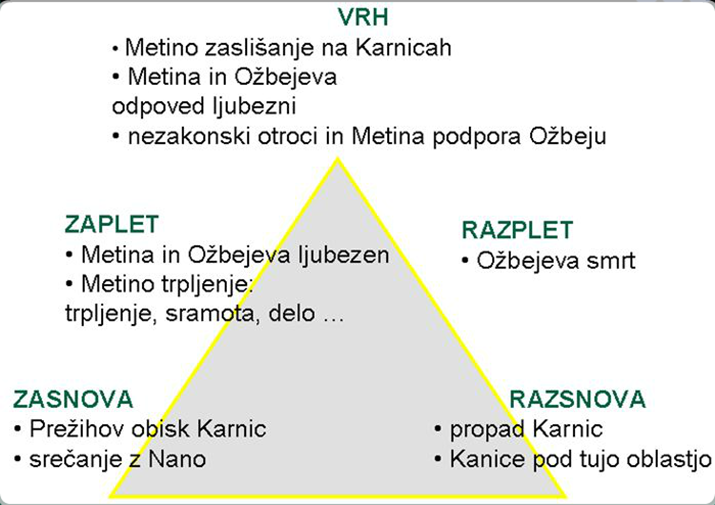 VRH
• Metino zaslišanje na Karnicah
• Metina in Ožbejeva
odpoved ljubezni
• nezakonski otroci in Metina podpora Ožbeju
ZAPLET
• Metina in Ožbejeva ljubezen
• Metino trpljenje:
trpljenje, sramota, delo …
RAZPLET
• Ožbejeva smrt
ZASNOVA
• Prežihov obisk Karnic
• srečanje z Nano
RAZSNOVA
• propad Karnic
• Kanice pod tujo oblastjo